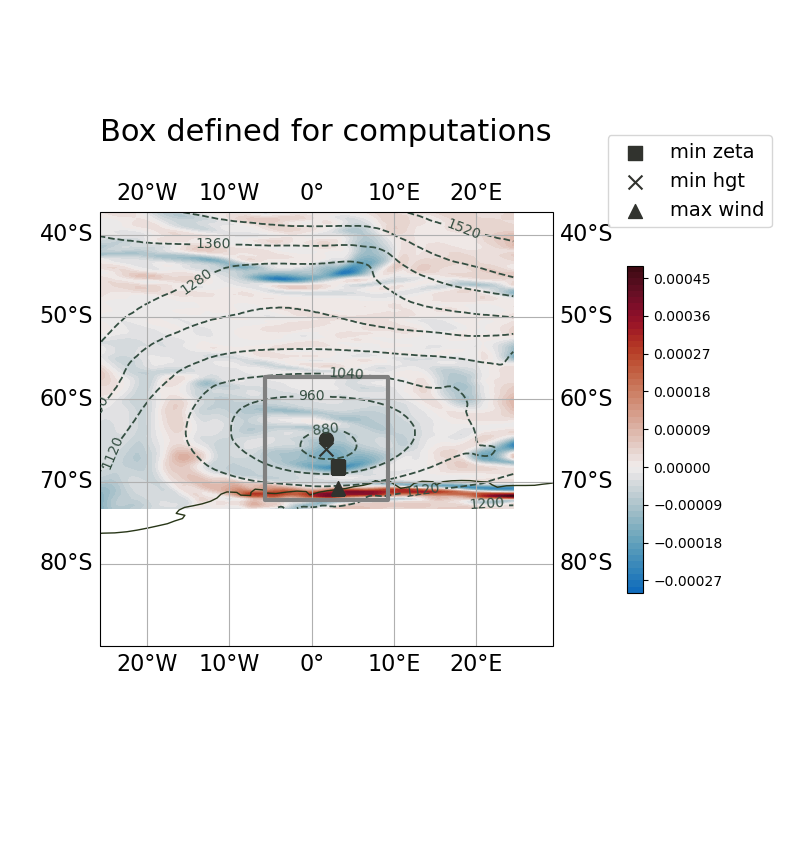 Box defined for computations
min zeta
min hgt
max wind
20°W 10°W 0° 10°E 20°E
40°S 40°S
50°S 50°S
60°S 60°S
70°S 70°S
80°S 80°S
20°W 10°W 0° 10°E 20°E
1520
1360
1280
1040
960
880
1120
1120
1200
0.00045
0.00036
0.00027
0.00018
0.00009
0.00000
−0.00009
−0.00018
−0.00027